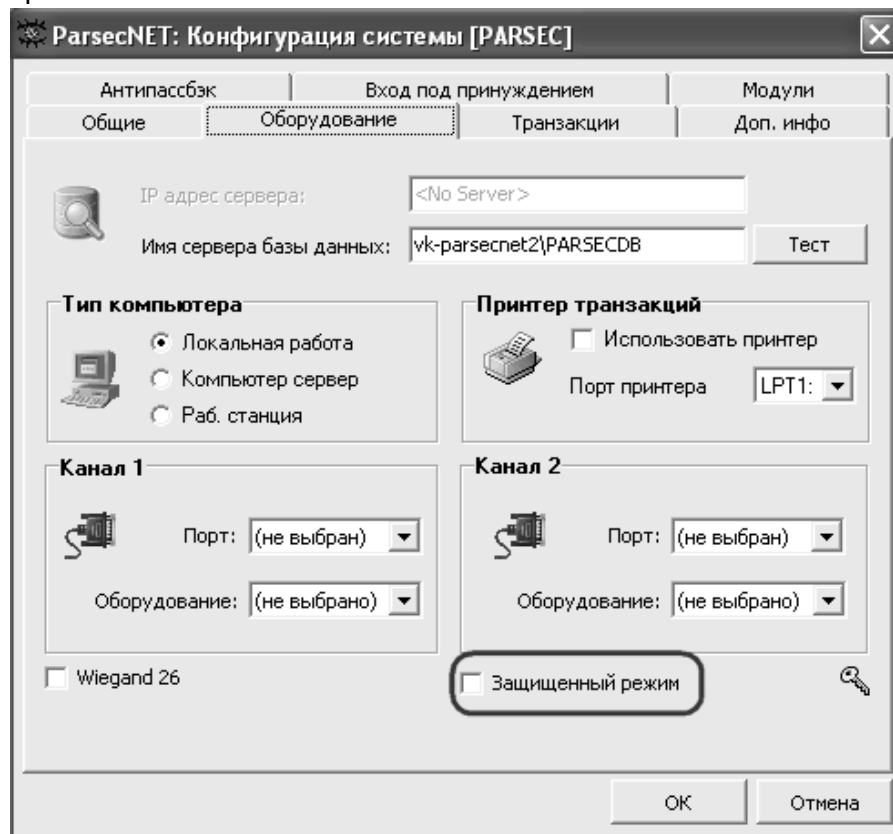 ParsecNET: Конфигурация системы [PARSEC]
Антипассбэк Вход под принуждением Модули
Общие Оборудование Транзакции Доп. инфо
IP адрес сервера: <No Server>
Имя сервера базы данных: vk-parsecnet2\PARSECDB Тест
Тип компьютера
Локальная работа
Компьютер сервер
Раб. станция
Принтер транзакций
Использовать принтер
Порт принтера LPT1:
Канал 1
Порт: (не выбран)
Оборудование: (не выбрано)
Канал 2
Порт: (не выбран)
Оборудование: (не выбрано)
Wiegand 26
Защищенный режим
ОК Отмена